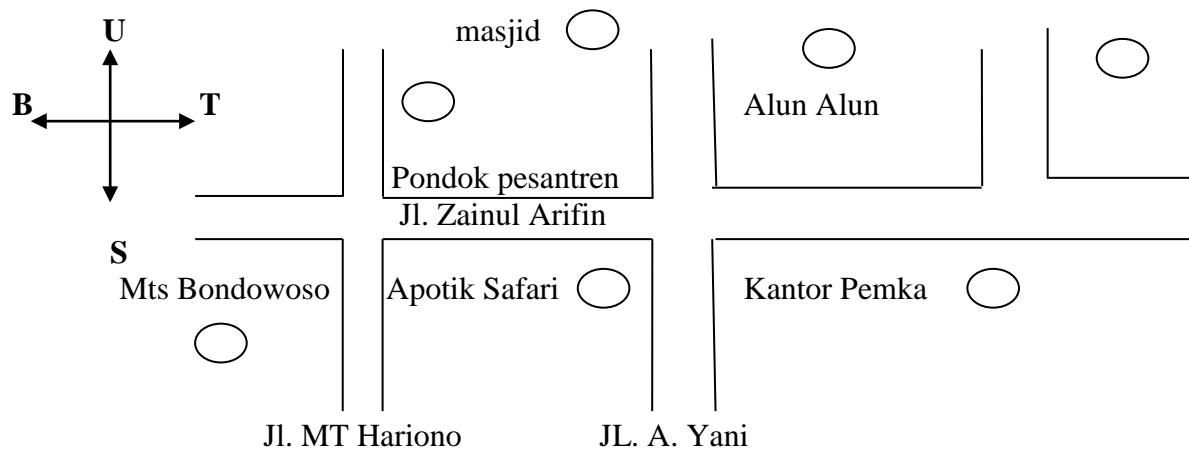 U
masjid
B
T
Alun Alun
Pondok pesantren
Jl. Zainul Arifin
S
Mts Bondowoso
Apotik Safari
Kantor Pemka
Jl. MT Hariono
JL. A. Yani